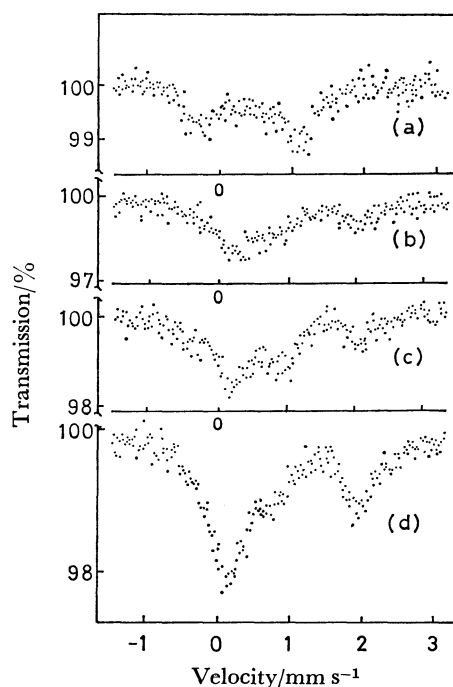 100
99
(a)
0
100
(b)
97
0
100
(c)
98
0
100
(d)
98
-1 0 1 2 3
Velocity/mm s⁻¹
Transmission/%